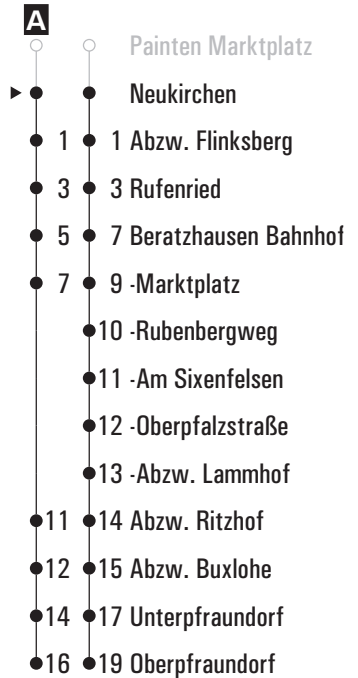 A
Painten Marktplatz
Neukirchen
1 1 Abzw. Flinksberg
3 3 Rufenried
5 7 Beratzhausen Bahnhof
7 9 -Marktplatz
10 -Rubenbergweg
11 -Am Sixenfelsen
12 -Oberpfalzstraße
13 -Abzw. Lammhof
11 14 Abzw. Ritzhof
12 15 Abzw. Buxlohe
14 17 Unterpfraundorf
16 19 Oberpfraundorf